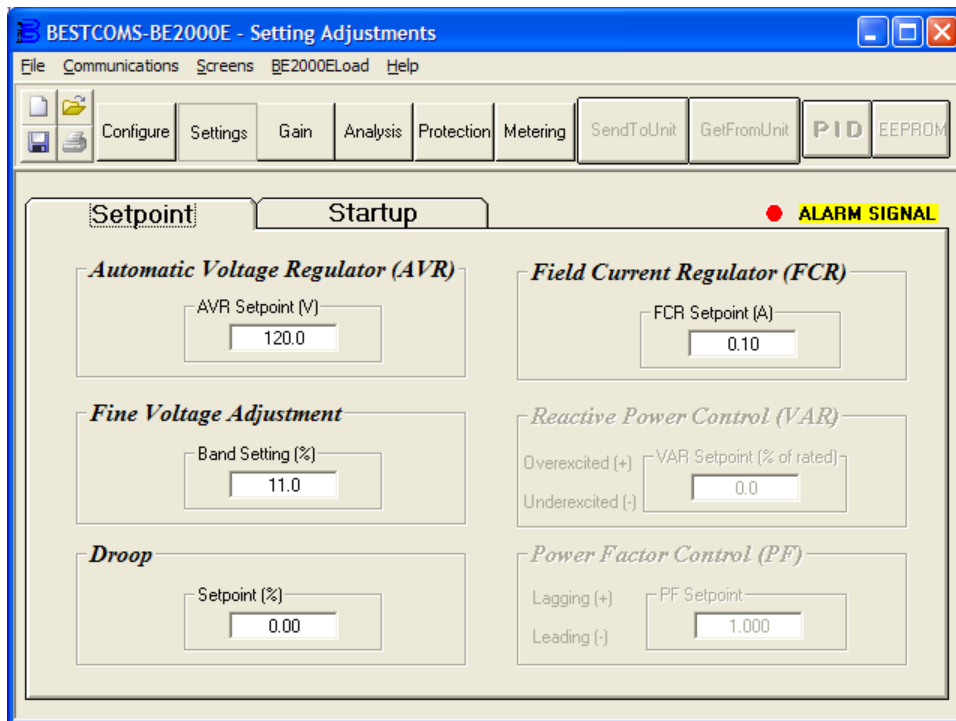 BESTCOMS-BE2000E - Setting Adjustments
File Communications Screens BE2000ELoad Help
Configure Settings Gain Analysis Protection Metering SendToUnit GetFromUnit PID EEPROM
Setpoint Startup ALARM SIGNAL
Automatic Voltage Regulator (AVR)
AVR Setpoint (V)
120.0
Field Current Regulator (FCR)
FCR Setpoint (A)
0.10
Fine Voltage Adjustment
Band Setting (%)
11.0
Reactive Power Control (VAR)
Overexcited (+)
Underexcited (-)
VAR Setpoint (% of rated)
0.0
Droop
Setpoint (%)
0.00
Power Factor Control (PF)
Lagging (+)
Leading (-)
PF Setpoint
1.000